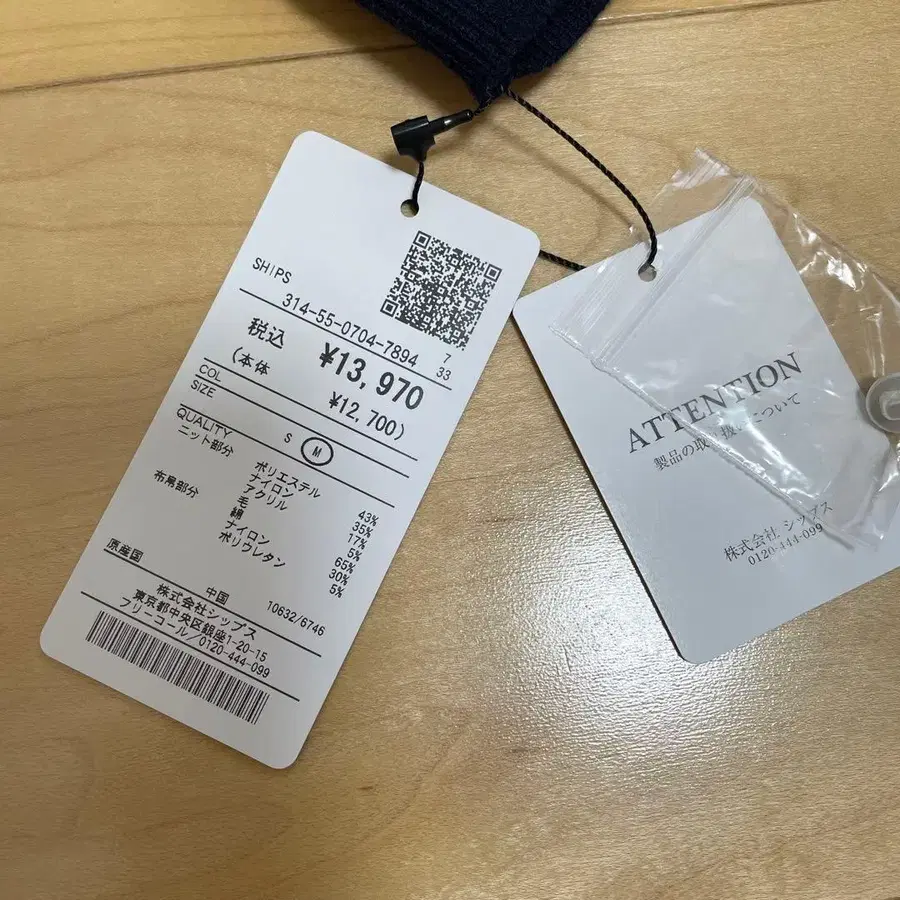 SHIPS
314-55-0704-7894 7
33
税込 ¥13,970
(本体 ¥12,700)
COL
SIZE S M
QUALITY
ニット部分 ポリエステル 43%
ナイロン 35%
アクリル 17%
毛 5%
布帛部分 綿 65%
ナイロン 30%
ポリウレタン 5%
原産国 中国 10632/6746
株式会社シップス
東京都中央区銀座1-20-15
フリーコール/0120-444-099
ATTENTION
製品の取り扱いについて
株式会社 シップス
0120-444-099